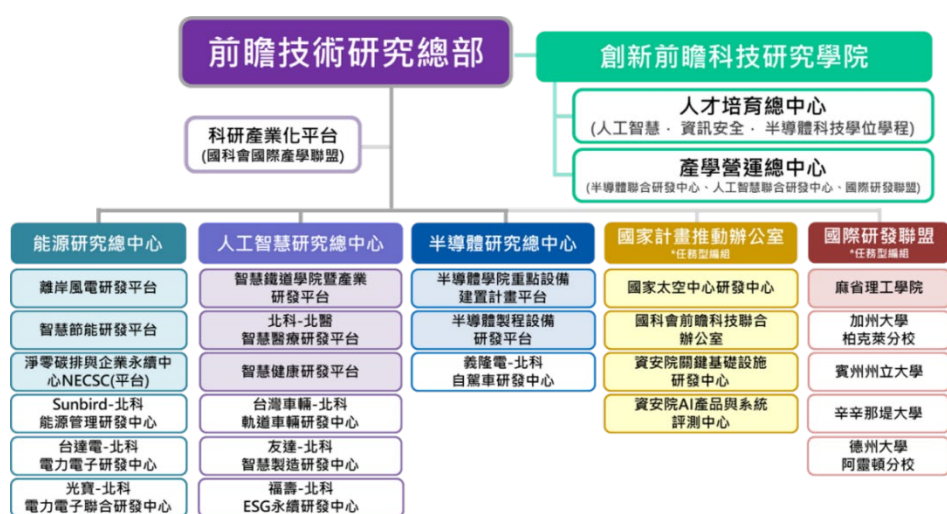 前瞻技術研究總部
創新前瞻科技研究學院
人才培育總中心
(人工智慧．資訊安全．半導體科技學位學程)
科研產業化平台
(國科會國際產學聯盟)
產學營運總中心
(半導體聯合研發中心、人工智慧聯合研發中心、國際研發聯盟)
能源研究總中心
離岸風電研發平台
智慧節能研發平台
淨零碳排與企業永續中
心NECSC(平台)
Sunbird-北科
能源管理研發中心
台達電-北科
電力電子研發中心
光寶-北科
電力電子聯合研發中心
人工智慧研究總中心
智慧鐵道學院暨產業
研發平台
北科-北醫
智慧醫療研發平台
智慧健康研發平台
台灣車輛-北科
軌道車輛研發中心
友達-北科
智慧製造研發中心
福壽-北科
ESG永續研發中心
半導體研究總中心
半導體學院重點設備
建置計畫平台
半導體製程設備
研發平台
義隆電-北科
自駕車研發中心
國家計畫推動辦公室
*任務型編組
國家太空中心研發中心
國科會前瞻科技聯合
辦公室
資安院關鍵基礎設施
研發中心
資安院AI產品與系統
評測中心
國際研發聯盟
*任務型編組
麻省理工學院
加州大學
柏克萊分校
賓州州立大學
辛辛那堤大學
德州大學
阿靈頓分校